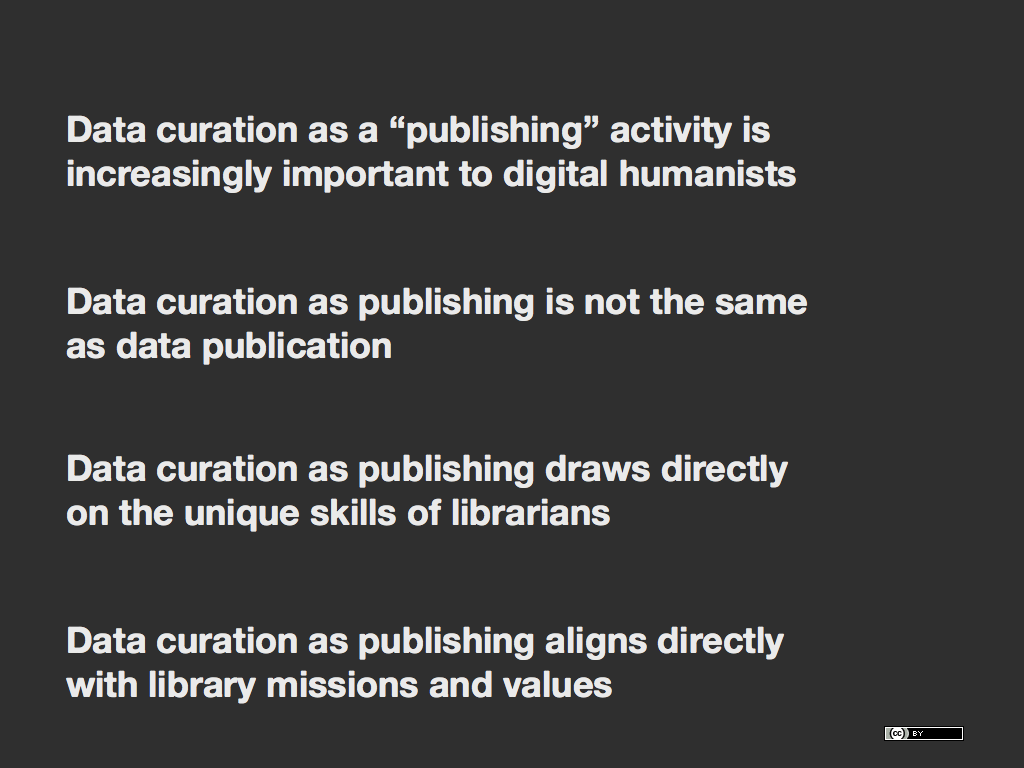 Data curation as a “publishing” activity is
increasingly important to digital humanists
Data curation as publishing is not the same
as data publication
Data curation as publishing draws directly
on the unique skills of librarians
Data curation as publishing aligns directly
with library missions and values
cc BY